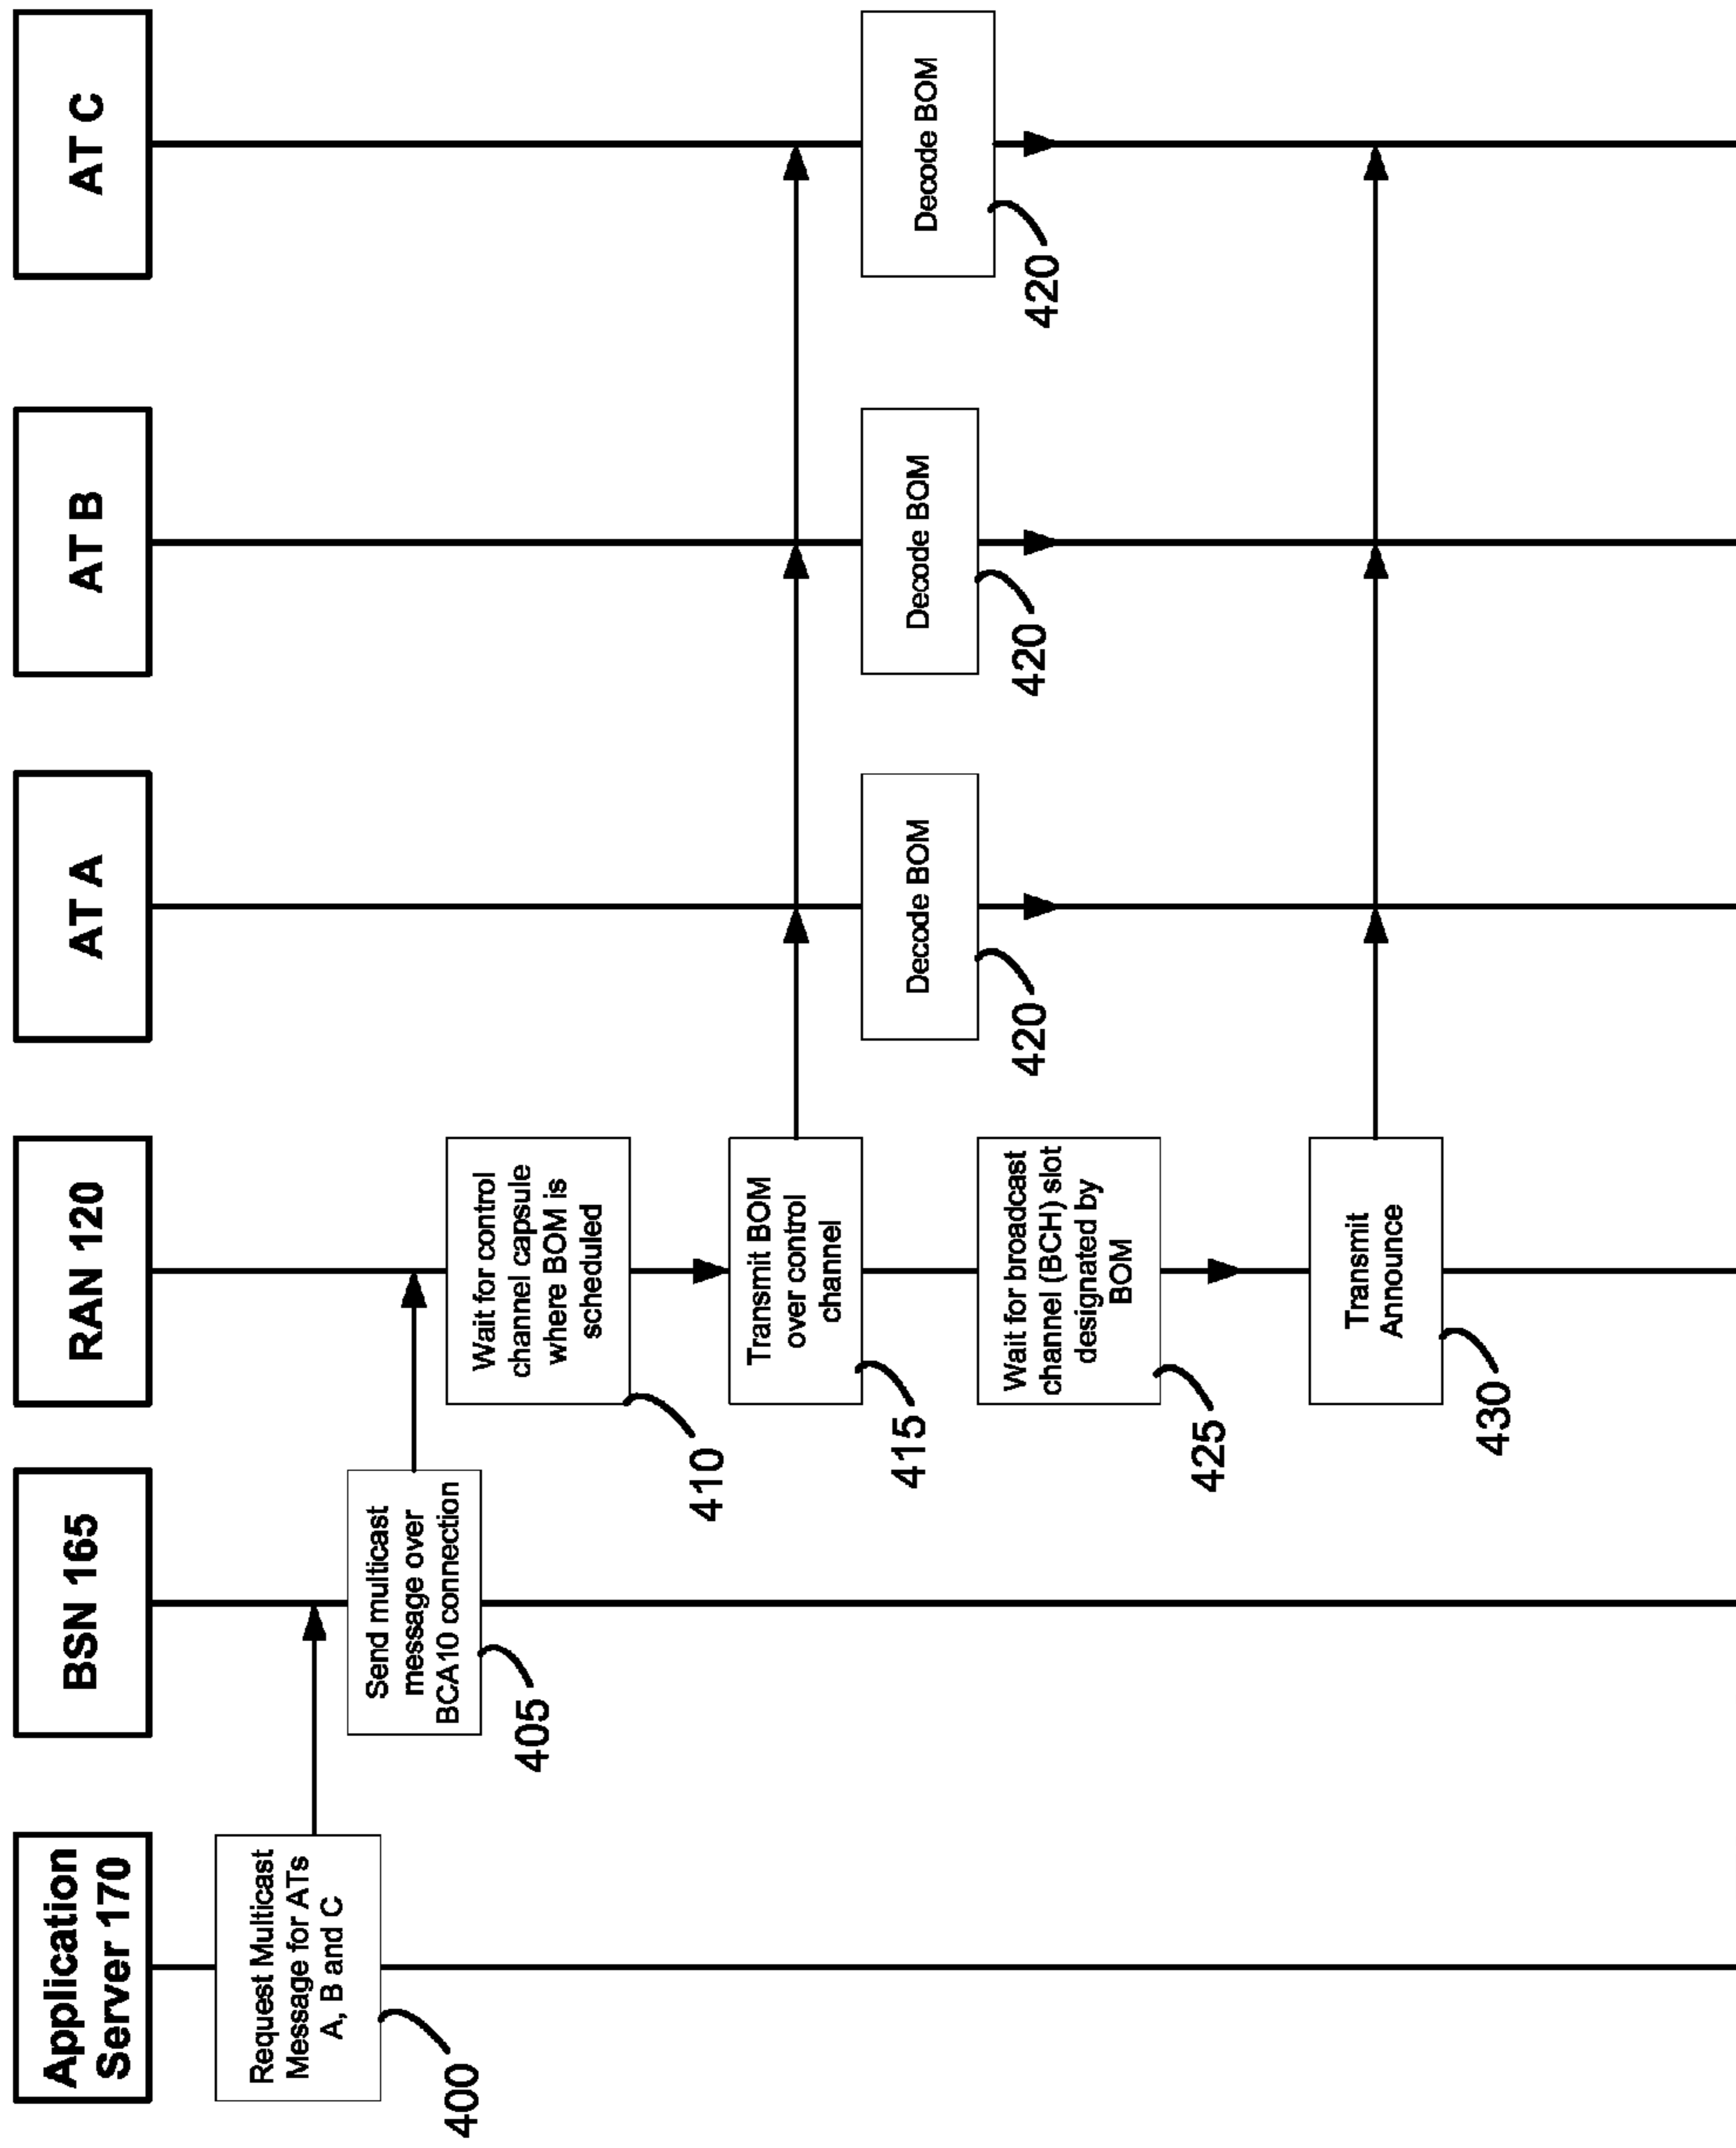 Application
Server 170
BSN 165
RAN 120
AT A
AT B
AT C
Request Multicast
Message for ATs
A, B and C
400
Send multicast
message over
BCA10 connection
405
Wait for control
channel capsule
where BOM is
scheduled
410
Transmit BOM
over control
channel
415
Decode BOM
420
Decode BOM
420
Decode BOM
420
Wait for broadcast
channel (BCH) slot
designated by
BOM
425
Transmit
Announce
430